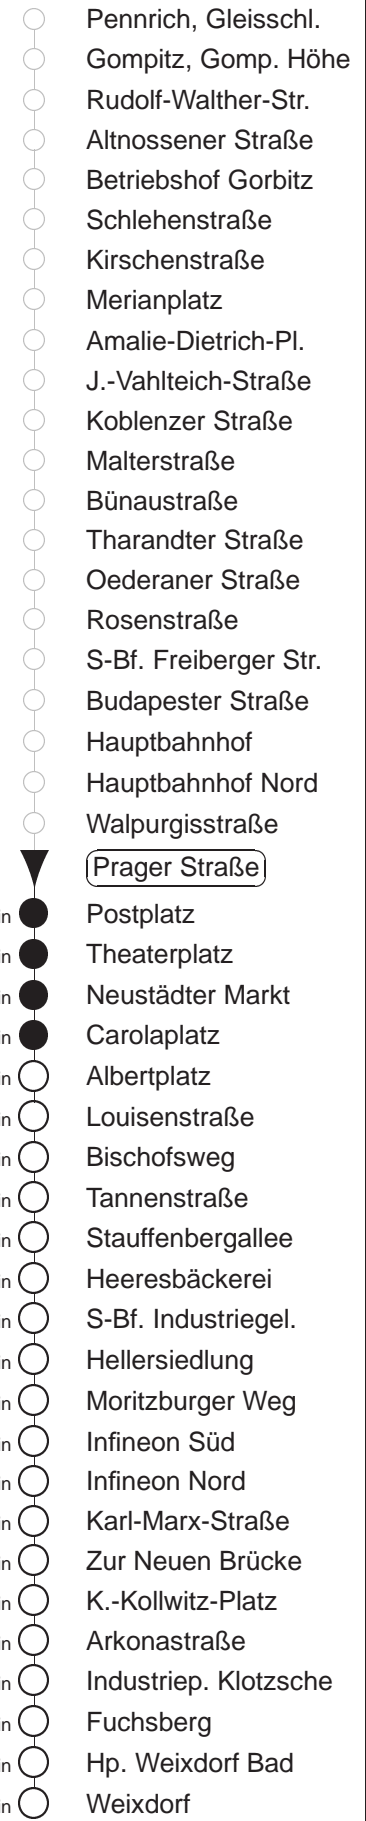 Pennrich, Gleisschl.
Gompitz, Gomp. Höhe
Rudolf-Walther-Str.
Altnossener Straße
Betriebshof Gorbitz
Schlehenstraße
Kirschenstraße
Merianplatz
Amalie-Dietrich-Pl.
J.-Vahlteich-Straße
Koblenzer Straße
Malterstraße
Bünaustraße
Tharandter Straße
Oederaner Straße
Rosenstraße
S-Bf. Freiberger Str.
Budapester Straße
Hauptbahnhof
Hauptbahnhof Nord
Walpurgisstraße
Prager Straße
Postplatz
Theaterplatz
Neustädter Markt
Carolaplatz
Albertplatz
Louisenstraße
Bischofsweg
Tannenstraße
Stauffenbergallee
Heeresbäckerei
S-Bf. Industriegel.
Hellersiedlung
Moritzburger Weg
Infineon Süd
Infineon Nord
Karl-Marx-Straße
Zur Neuen Brücke
K.-Kollwitz-Platz
Arkonastraße
Industriep. Klotzsche
Fuchsberg
Hp. Weixdorf Bad
Weixdorf